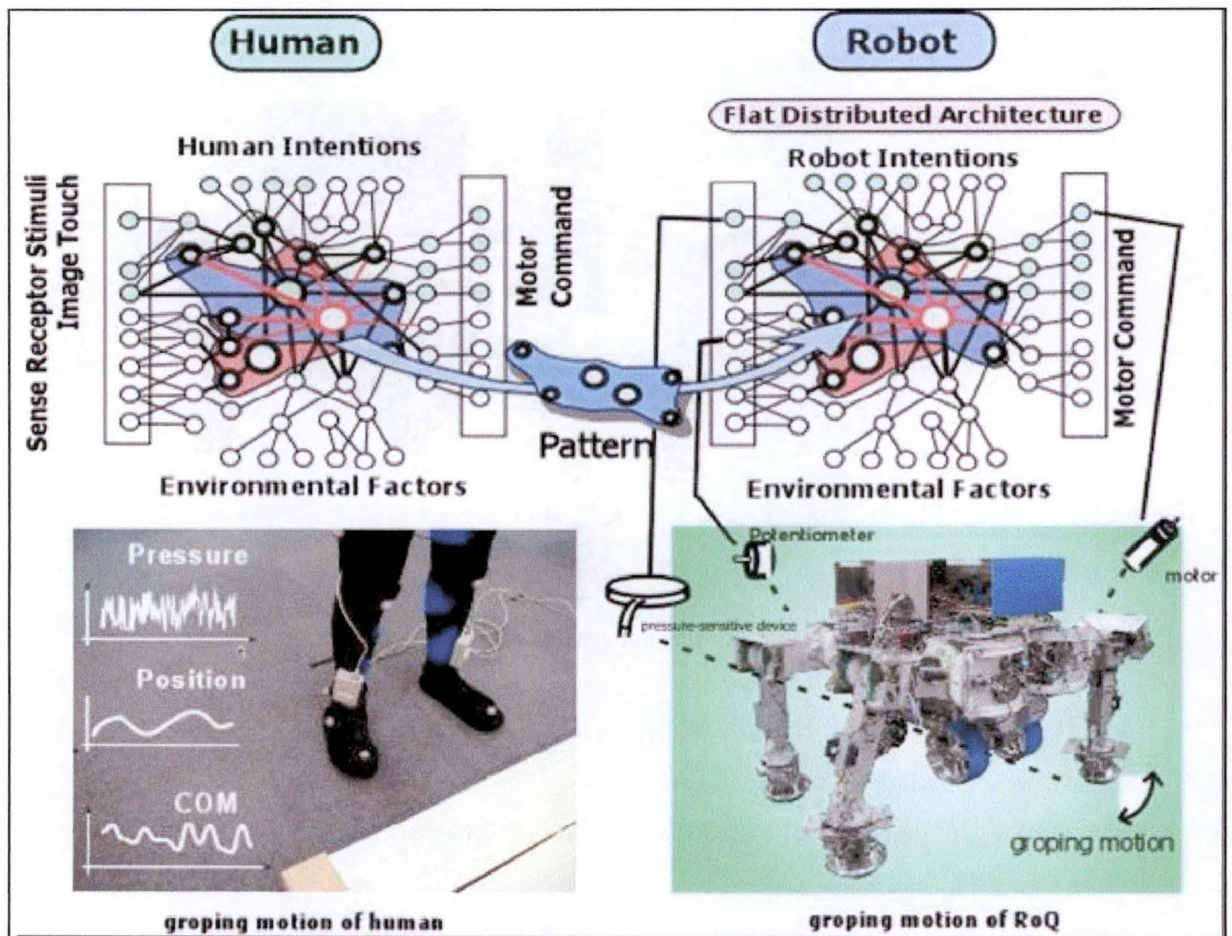 Human
Robot
Flat Distributed Architecture
Human Intentions
Robot Intentions
Sense Receptor Stimuli
Image Touch
Motor
Command
Motor Command
Pattern
Environmental Factors
Environmental Factors
Pressure
Position
COM
Potentiometer
motor
pressure-sensitive device
groping motion
groping motion of human
groping motion of RoQ